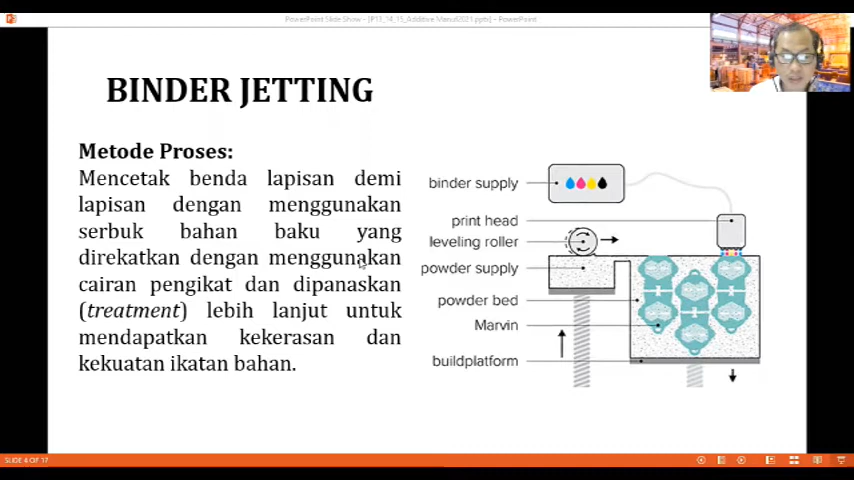 PowerPoint Slide Show - [P13_14_15_Additive Manuf2021.pptx] - PowerPoint
BINDER JETTING
Metode Proses:
Mencetak benda lapisan demi
lapisan dengan menggunakan
serbuk bahan baku yang
direkatkan dengan menggunakan
cairan pengikat dan dipanaskan
(treatment) lebih lanjut untuk
mendapatkan kekerasan dan
kekuatan ikatan bahan.
binder supply
print head
leveling roller
powder supply
powder bed
Marvin
buildplatform
SLIDE 4 OF 17